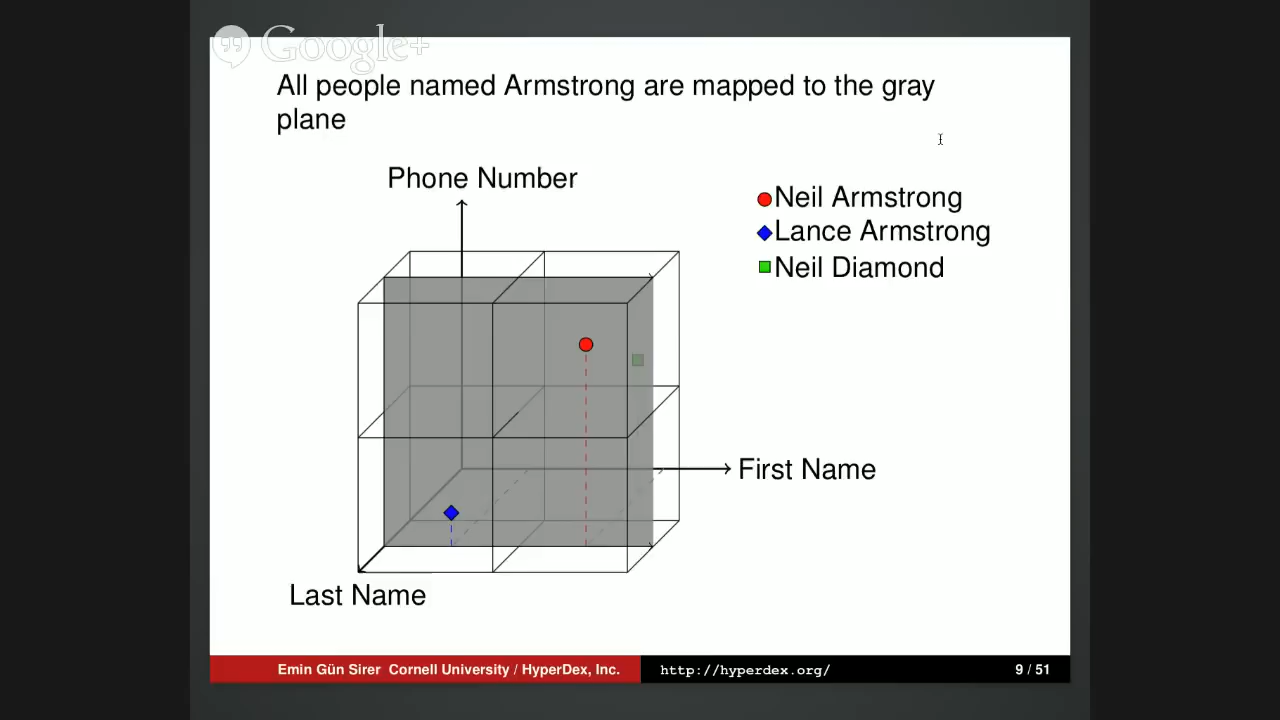 Google+
All people named Armstrong are mapped to the gray
plane
Phone Number
Neil Armstrong
Lance Armstrong
Neil Diamond
First Name
Last Name
Emin Gün Sirer Cornell University / HyperDex, Inc.
http://hyperdex.org/
9 / 51